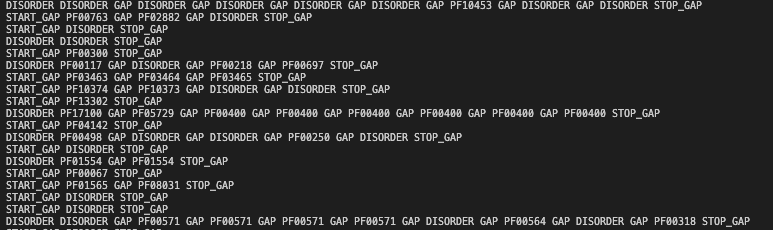 DISORDER DISORDER GAP DISORDER GAP DISORDER GAP DISORDER GAP DISORDER GAP PF10453 GAP DISORDER GAP DISORDER STOP_GAP
START_GAP PF00763 GAP PF02882 GAP DISORDER STOP_GAP
START_GAP DISORDER STOP_GAP
DISORDER DISORDER STOP_GAP
START_GAP PF00300 STOP_GAP
DISORDER PF00117 GAP DISORDER GAP PF00218 GAP PF00697 STOP_GAP
START_GAP PF03463 GAP PF03464 GAP PF03465 STOP_GAP
START_GAP PF10374 GAP PF10373 GAP DISORDER GAP DISORDER STOP_GAP
START_GAP PF13302 STOP_GAP
DISORDER PF17100 GAP PF05729 GAP PF00400 GAP PF00400 GAP PF00400 GAP PF00400 GAP PF00400 GAP PF00400 STOP_GAP
START_GAP PF04142 STOP_GAP
DISORDER PF00498 GAP DISORDER GAP DISORDER GAP PF00250 GAP DISORDER STOP_GAP
START_GAP DISORDER STOP_GAP
DISORDER PF01554 GAP PF01554 STOP_GAP
START_GAP PF00067 STOP_GAP
START_GAP PF01565 GAP PF08031 STOP_GAP
START_GAP DISORDER STOP_GAP
START_GAP DISORDER STOP_GAP
DISORDER DISORDER GAP PF00571 GAP PF00571 GAP PF00571 GAP PF00571 GAP DISORDER GAP PF00564 GAP DISORDER GAP PF00318 STOP_GAP